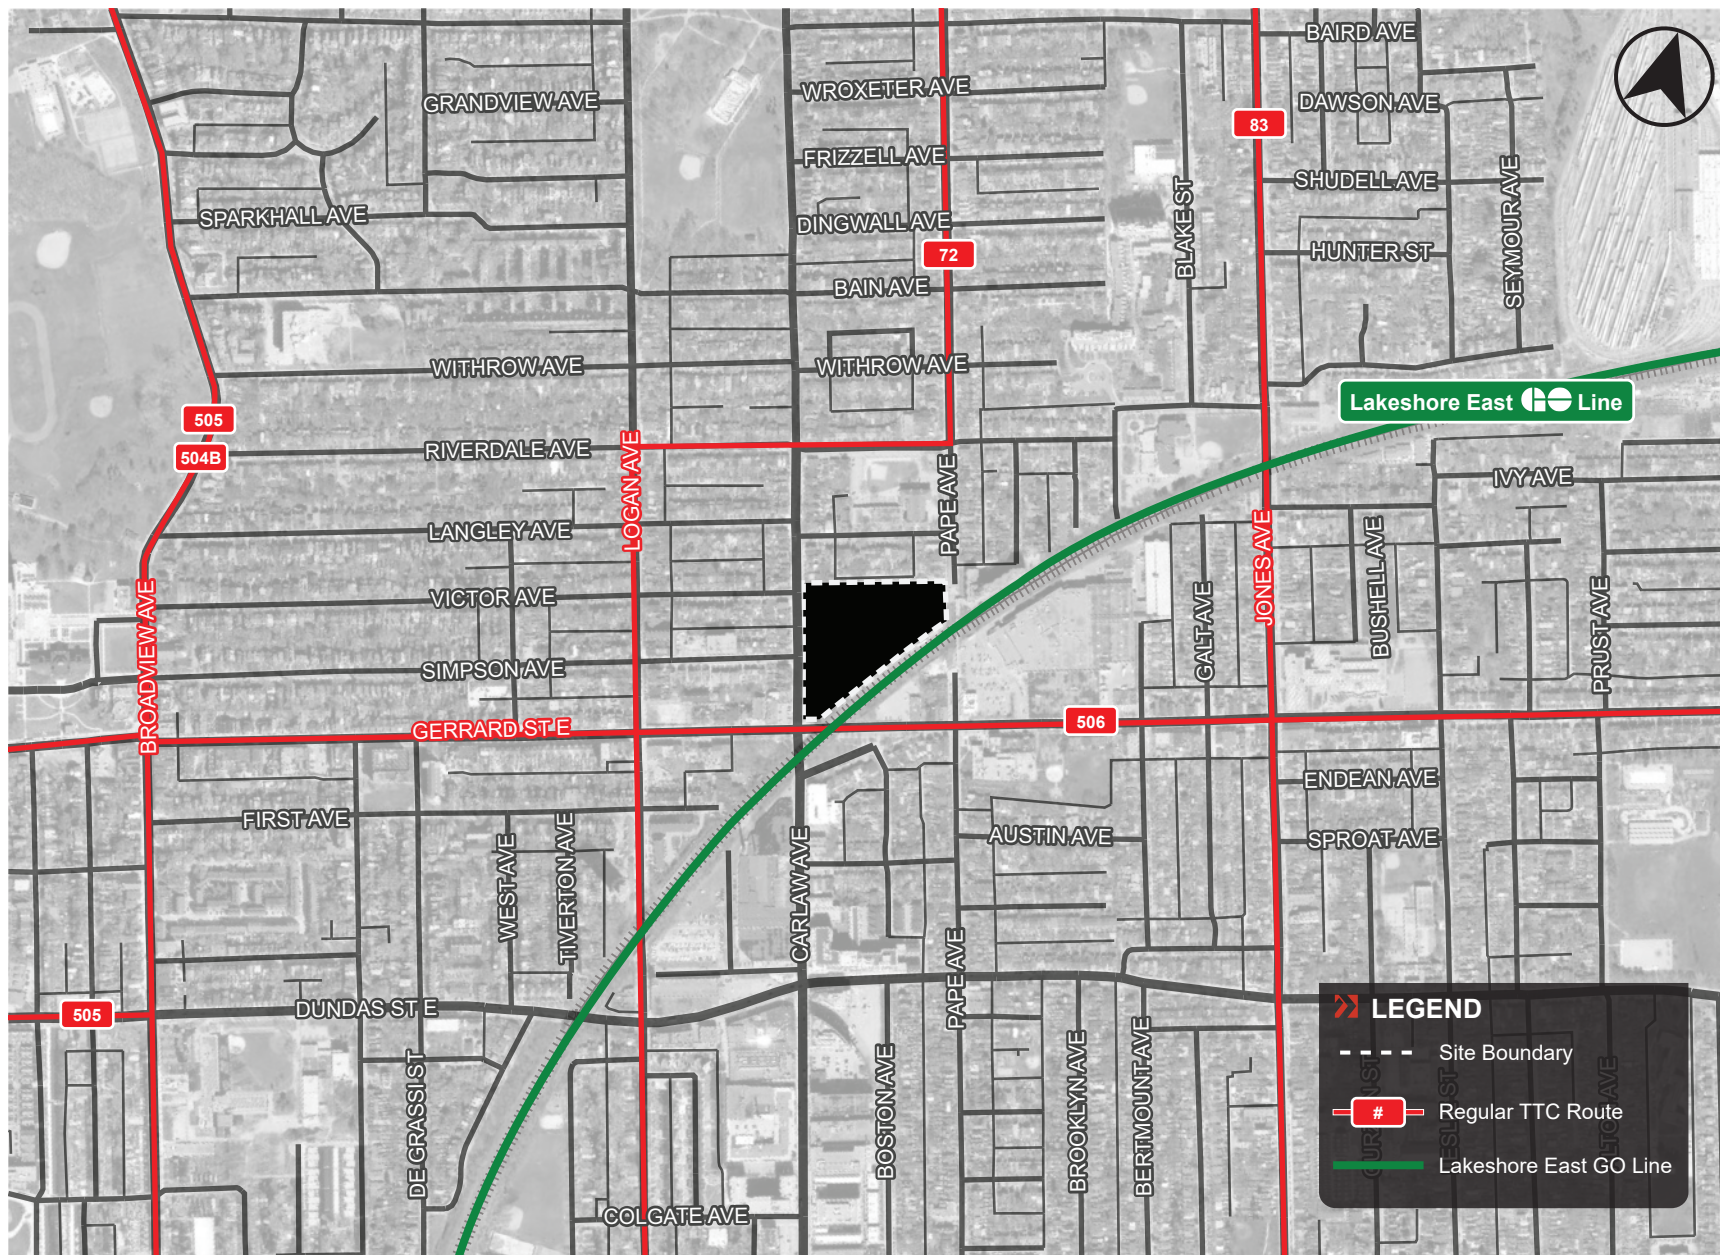 BAIRD AVE
GRANDVIEW AVE
WROXETER AVE
DAWSON AVE
83
FRIZZELL AVE
SHUDELL AVE
SEYMOUR AVE
BLAKE ST
SPARKHALL AVE
DINGWALL AVE
HUNTER ST
72
BAIN AVE
WITHROW AVE
WITHROW AVE
Lakeshore East GO Line
505
504B
RIVERDALE AVE
LOGAN AVE
PAPE AVE
IVY AVE
LANGLEY AVE
JONES AVE
BUSHELL AVE
VICTOR AVE
GALT AVE
PRUST AVE
BROADVIEW AVE
SIMPSON AVE
GERRARD ST E
506
ENDEAN AVE
FIRST AVE
WEST AVE
TIVERTON AVE
CARLAW AVE
AUSTIN AVE
SPROAT AVE
PAPE AVE
505
DUNDAS ST E
DE GRASSI ST
BOSTON AVE
BROOKLYN AVE
BERTMOUNT AVE
COLGATE AVE
LEGEND
Site Boundary
# Regular TTC Route
Lakeshore East GO Line